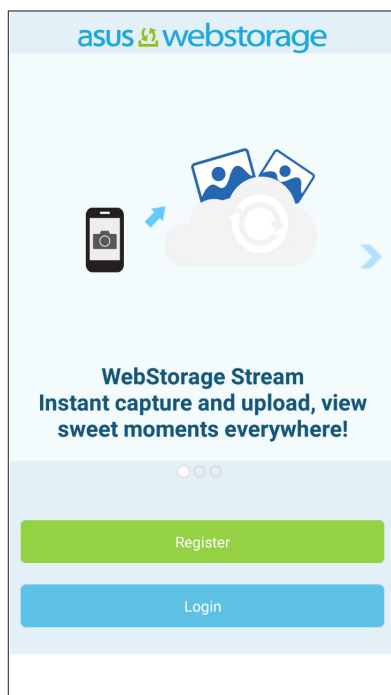 asus webstorage
WebStorage Stream
Instant capture and upload, view
sweet moments everywhere!
Register
Login